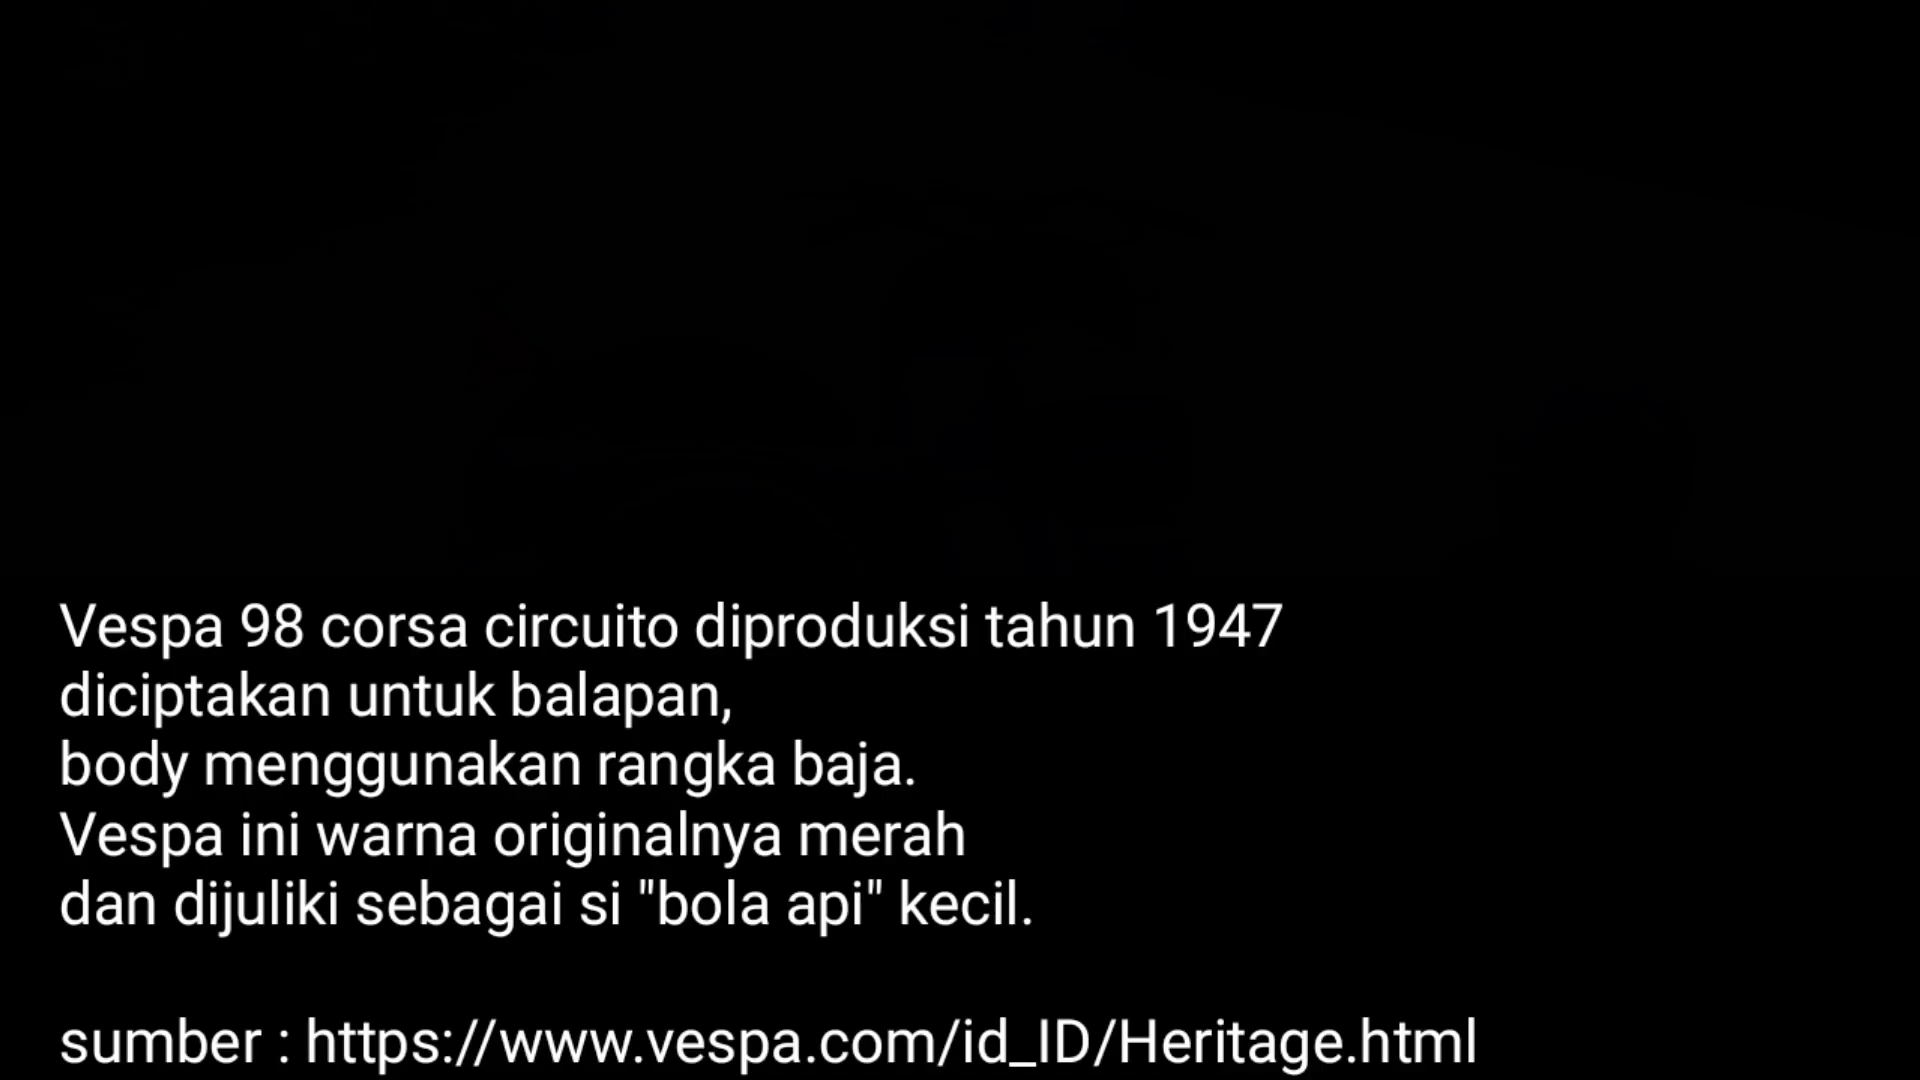 Vespa 98 corsa circuito diproduksi tahun 1947
diciptakan untuk balapan,
body menggunakan rangka baja.
Vespa ini warna originalnya merah
dan dijuliki sebagai si "bola api" kecil.
sumber : https://www.vespa.com/id_ID/Heritage.html